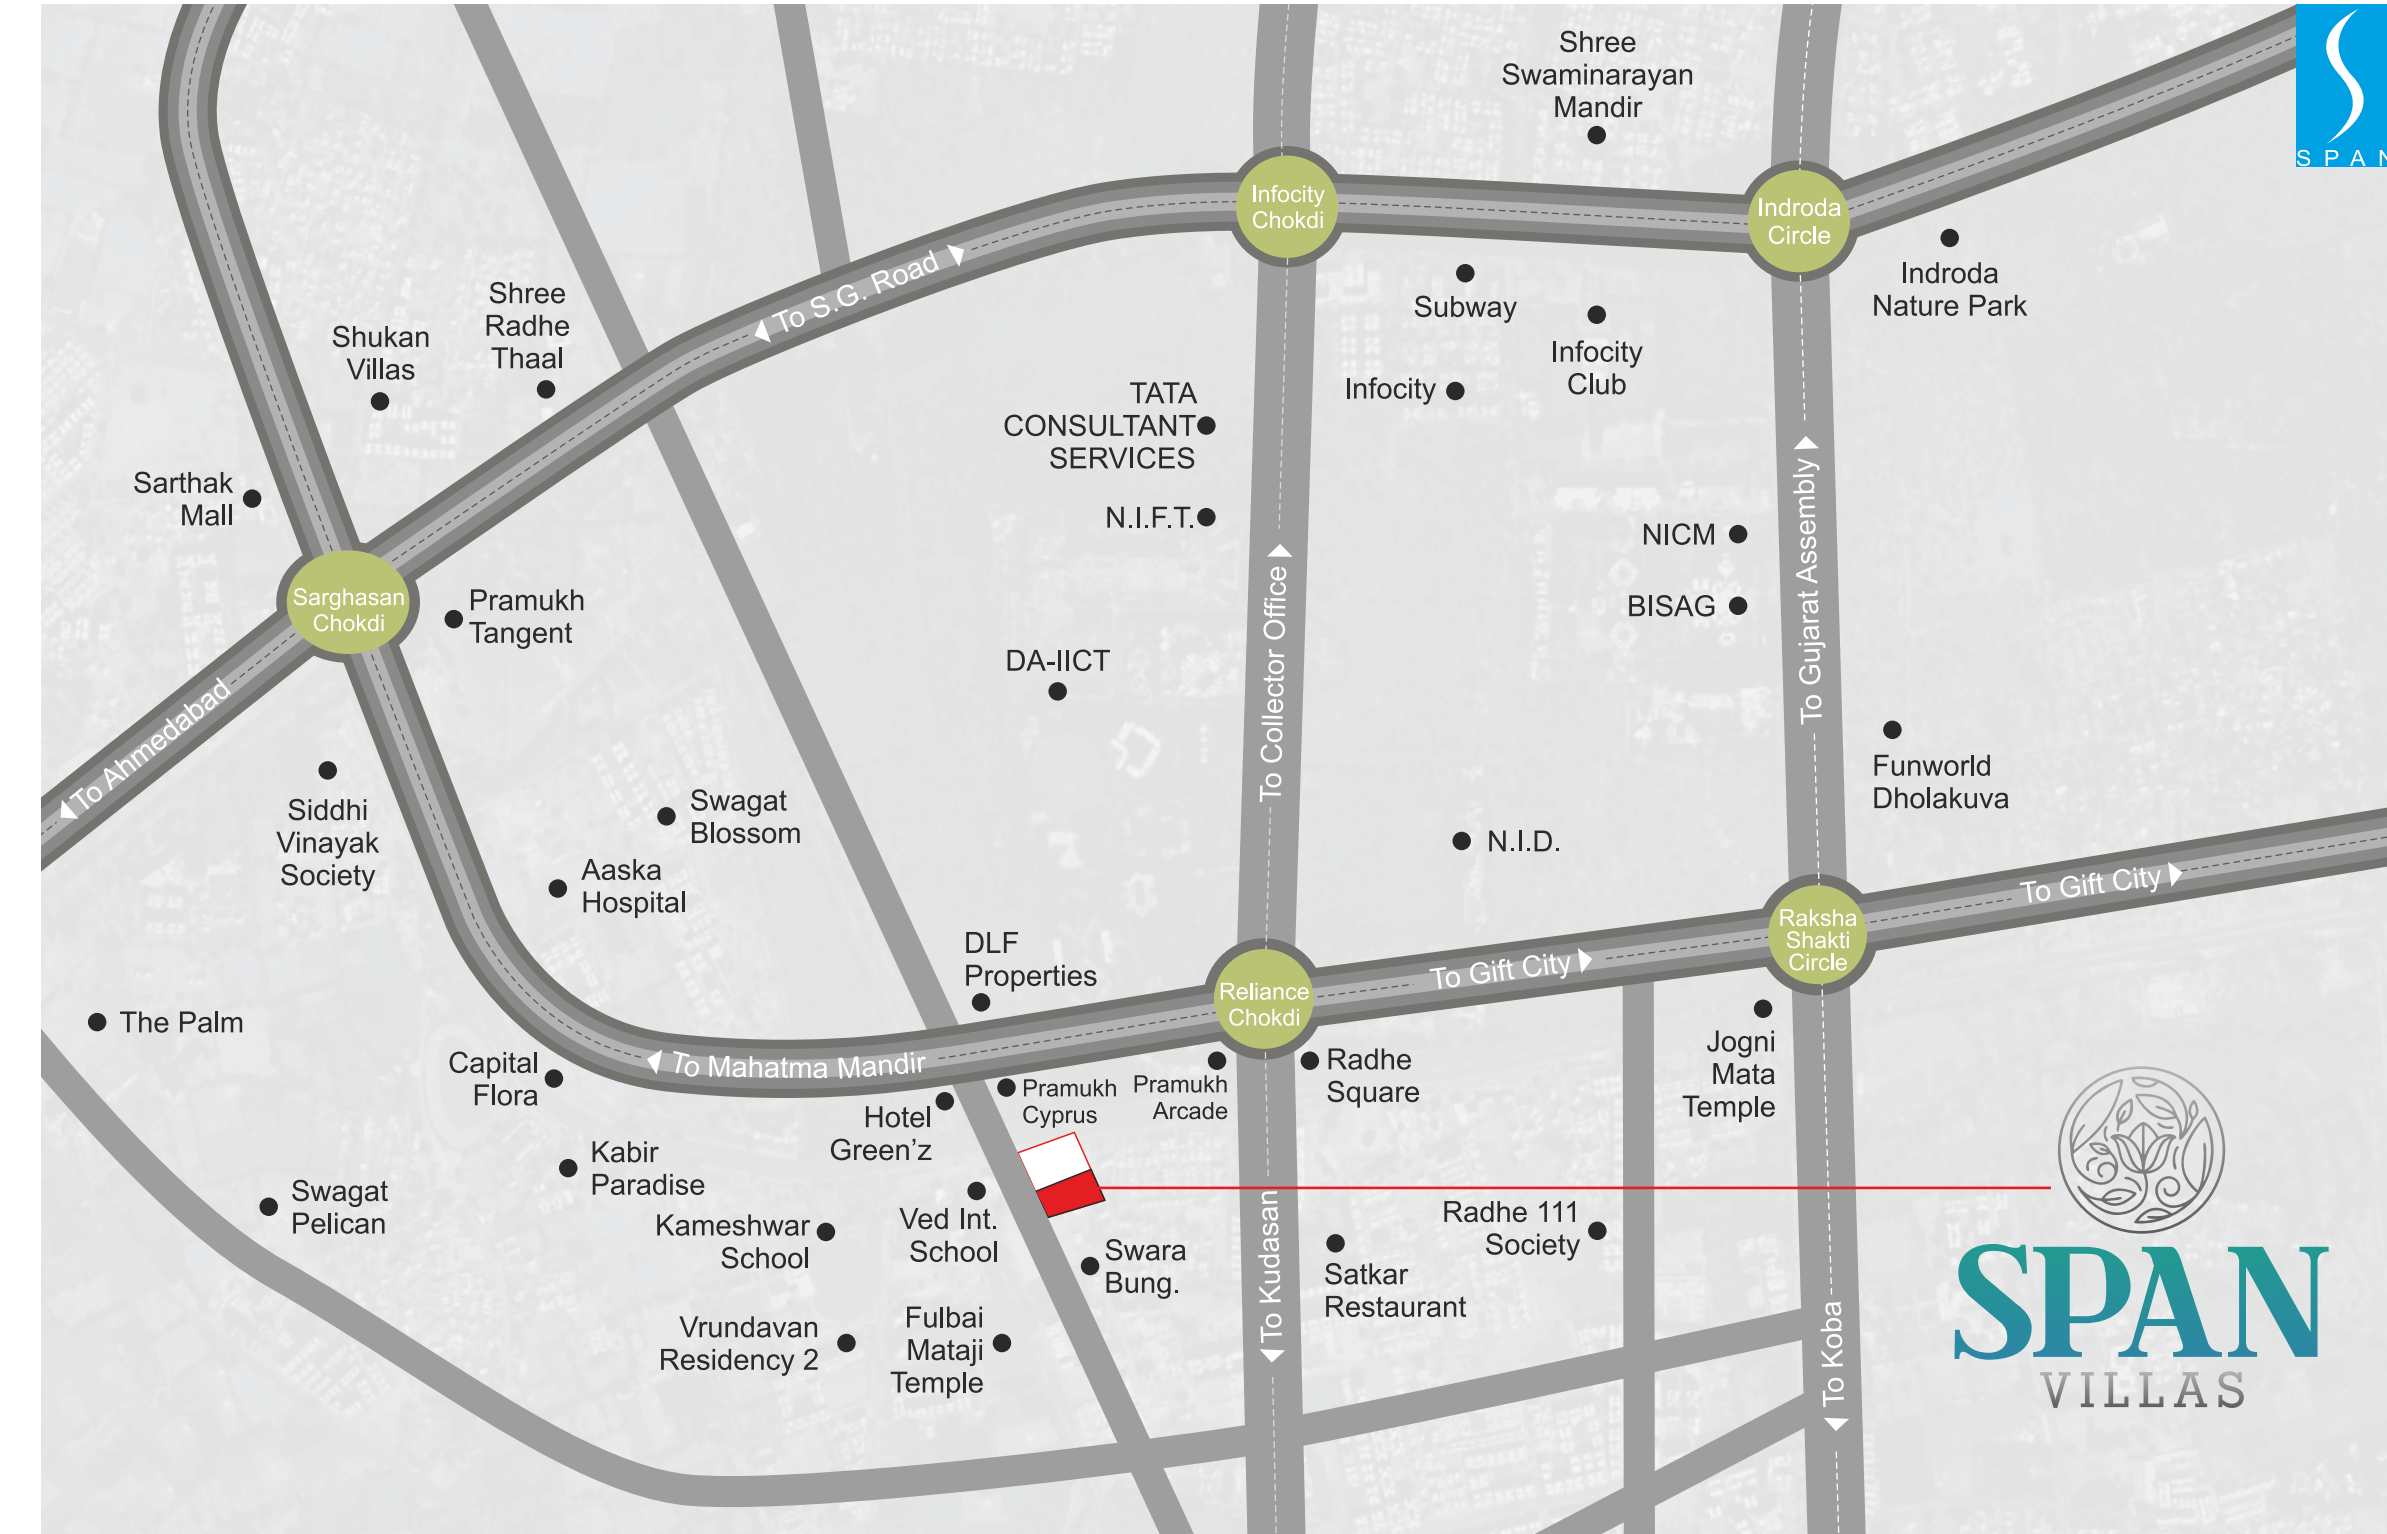 Shree
Swaminarayan
Mandir
SPAN
Infocity
Chokdi
Indroda
Circle
To S.G. Road
Indroda
Nature Park
Subway
Shree
Radhe
Thaal
Shukan
Villas
Infocity
Club
Infocity
TATA
CONSULTANT
SERVICES
Sarthak
Mall
N.I.F.T.
NICM
BISAG
To Gujarat Assembly
Sarghasan
Chokdi
Pramukh
Tangent
To Collector Office
DA-IICT
To Ahmedabad
Funworld
Dholakuva
Siddhi
Vinayak
Society
Swagat
Blossom
N.I.D.
Aaska
Hospital
To Gift City
Raksha
Shakti
Circle
DLF
Properties
To Gift City
Reliance
Chokdi
The Palm
Capital
Flora
To Mahatma Mandir
Radhe
Square
Jogni
Mata
Temple
Pramukh
Cyprus
Pramukh
Arcade
Hotel
Green’z
Kabir
Paradise
Swagat
Pelican
Kameshwar
School
Ved Int.
School
Radhe 111
Society
Swara
Bung.
To Kudasan
Satkar
Restaurant
To Koba
Vrundavan
Residency 2
Fulbai
Mataji
Temple
SPAN
VILLAS